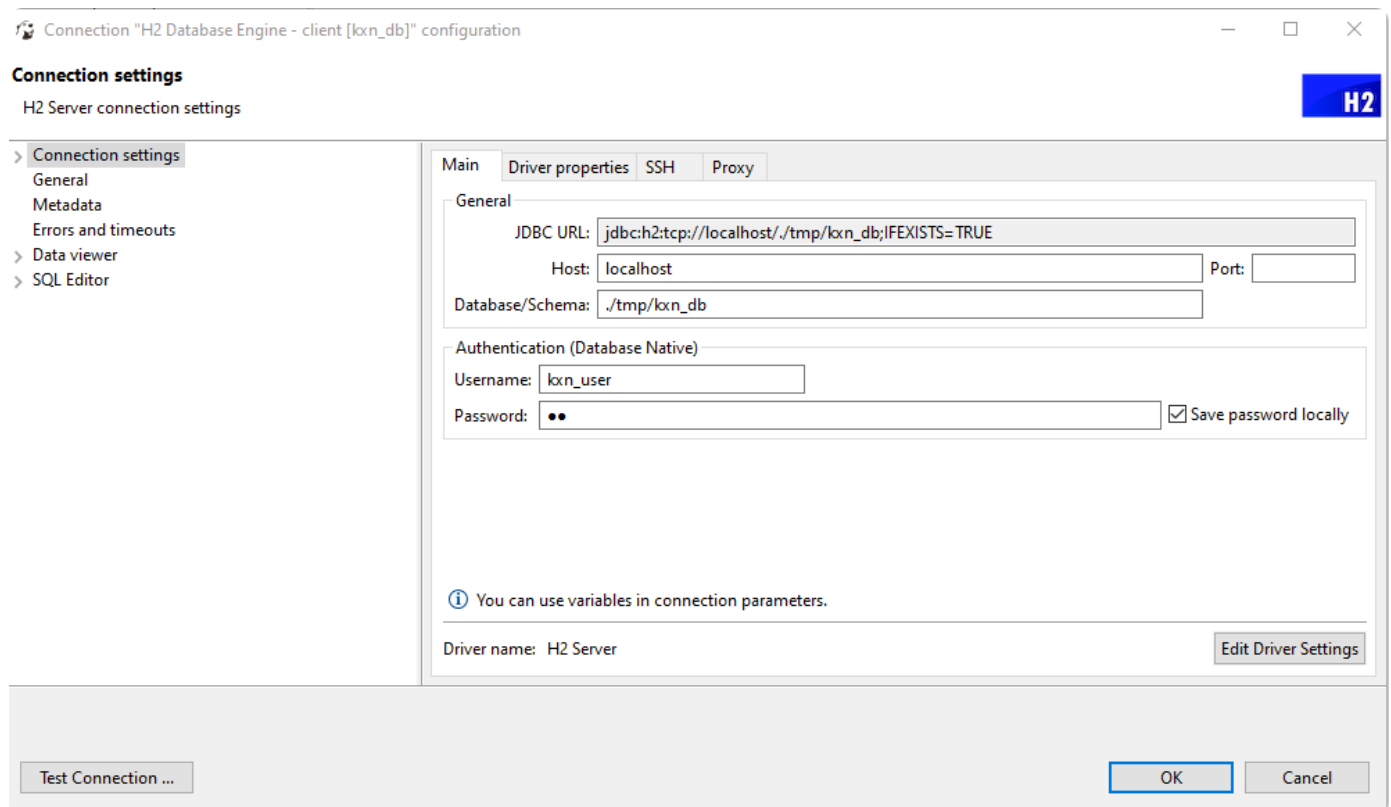 Connection "H2 Database Engine - client [kxn_db]" configuration
Connection settings
H2 Server connection settings
H2
Connection settings
General
Metadata
Errors and timeouts
Data viewer
SQL Editor
Main Driver properties SSH Proxy
General
JDBC URL: jdbc:h2:tcp://localhost/./tmp/kxn_db;IFEXISTS=TRUE
Host: localhost Port:
Database/Schema: ./tmp/kxn_db
Authentication (Database Native)
Username: kxn_user
Password: ●● Save password locally
You can use variables in connection parameters.
Driver name: H2 Server Edit Driver Settings
Test Connection ... OK Cancel